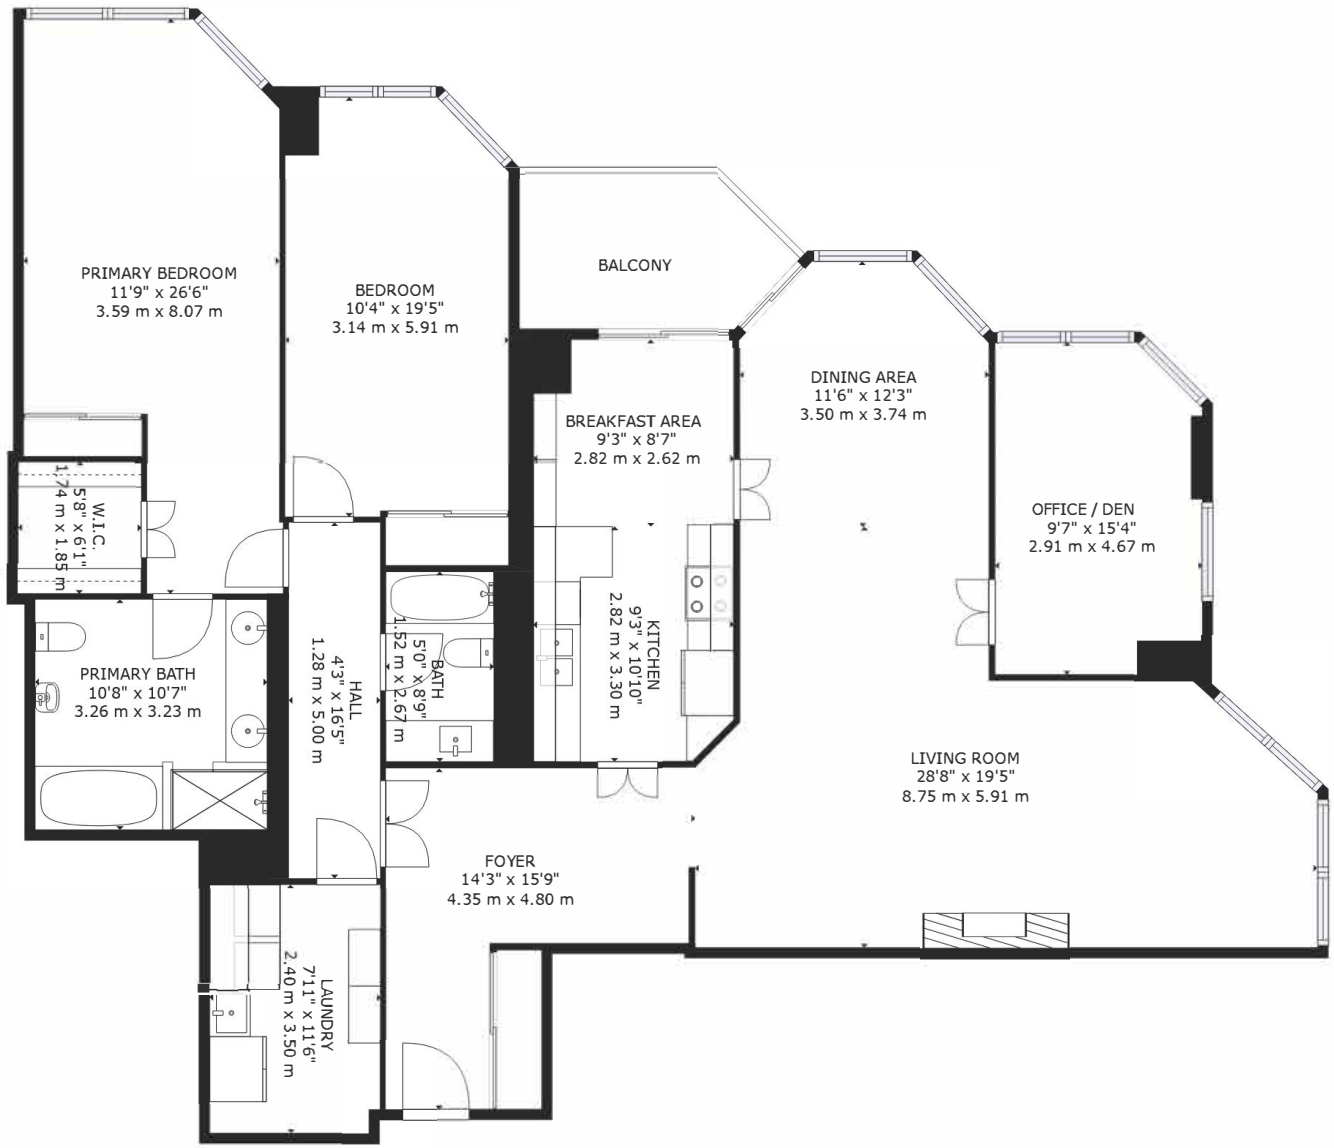 PRIMARY BEDROOM
11'9" x 26'6"
3.59 m x 8.07 m
BEDROOM
10'4" x 19'5"
3.14 m x 5.91 m
BALCONY
DINING AREA
11'6" x 12'3"
3.50 m x 3.74 m
BREAKFAST AREA
9'3" x 8'7"
2.82 m x 2.62 m
OFFICE / DEN
9'7" x 15'4"
2.91 m x 4.67 m
W.I.C.
5'8" x 6'1"
1.74 m x 1.85 m
PRIMARY BATH
10'8" x 10'7"
3.26 m x 3.23 m
HALL
4'3" x 16'5"
1.28 m x 5.00 m
BATH
5'0" x 8'9"
1.52 m x 2.67 m
KITCHEN
9'3" x 10'10"
2.82 m x 3.30 m
LIVING ROOM
28'8" x 19'5"
8.75 m x 5.91 m
FOYER
14'3" x 15'9"
4.35 m x 4.80 m
LAUNDRY
7'11" x 11'6"
2.40 m x 3.50 m